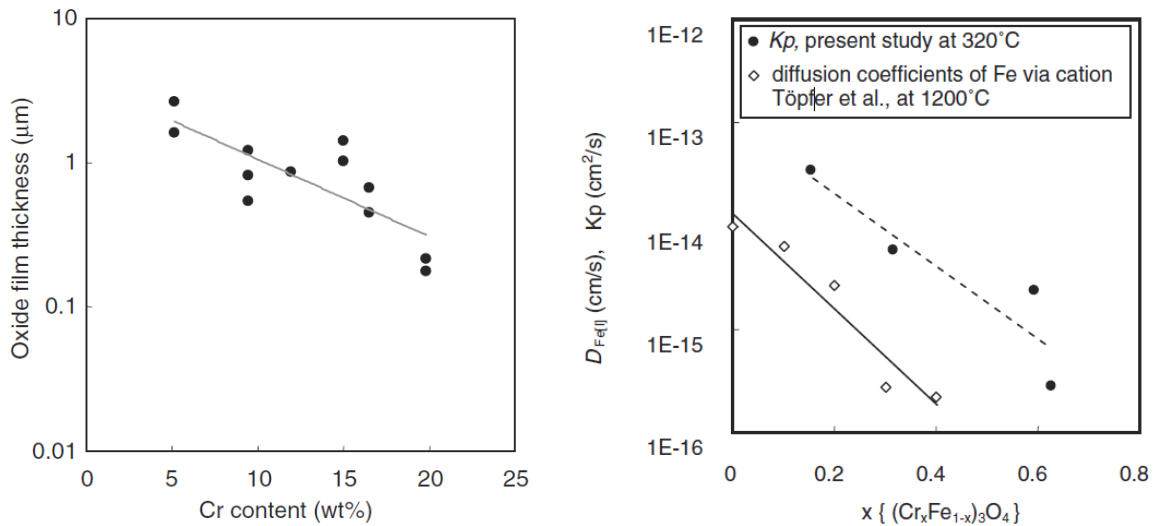 10
1
0.1
0.01
0
5
10
15
20
25
Oxide film thickness (μm)
Cr content (wt%)
1E-12
1E-13
1E-14
1E-15
1E-16
0
0.2
0.4
0.6
0.8
D Fe[I] (cm/s), Kp (cm²/s)
x { (CrₓFe₁₋ₓ)₃O₄ }
Kp, present study at 320°C
diffusion coefficients of Fe via cation
Töpfer et al., at 1200°C